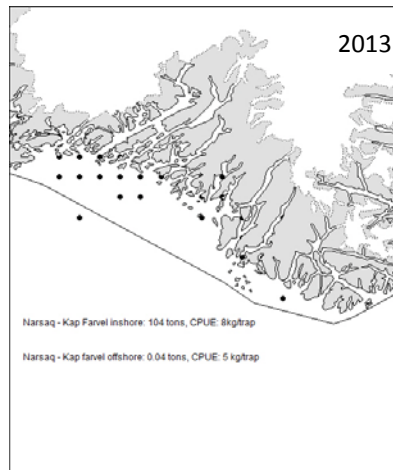 2013
Narsaq - Kap Farvel inshore: 104 tons, CPUE: 8kg/trap
Narsaq - Kap farvel offshore: 0.04 tons, CPUE: 5 kg/trap